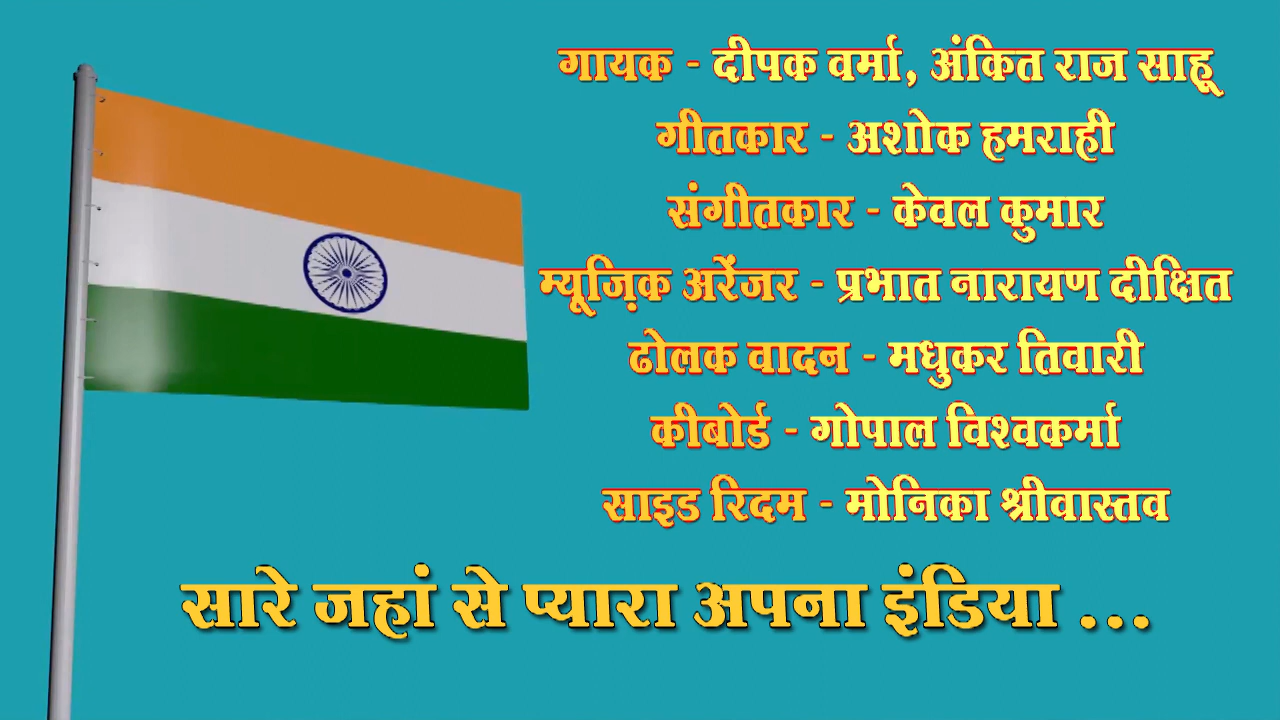 गायक - दीपक वर्मा, अंकित राज साहू
गीतकार - अशोक हमराही
संगीतकार - केवल कुमार
म्यूज़िक अरेंजर - प्रभात नारायण दीक्षित
ढोलक वादन - मधुकर तिवारी
कीबोर्ड - गोपाल विश्वकर्मा
साइड रिदम - मोनिका श्रीवास्तव
सारे जहां से प्यारा अपना इंडिया ...